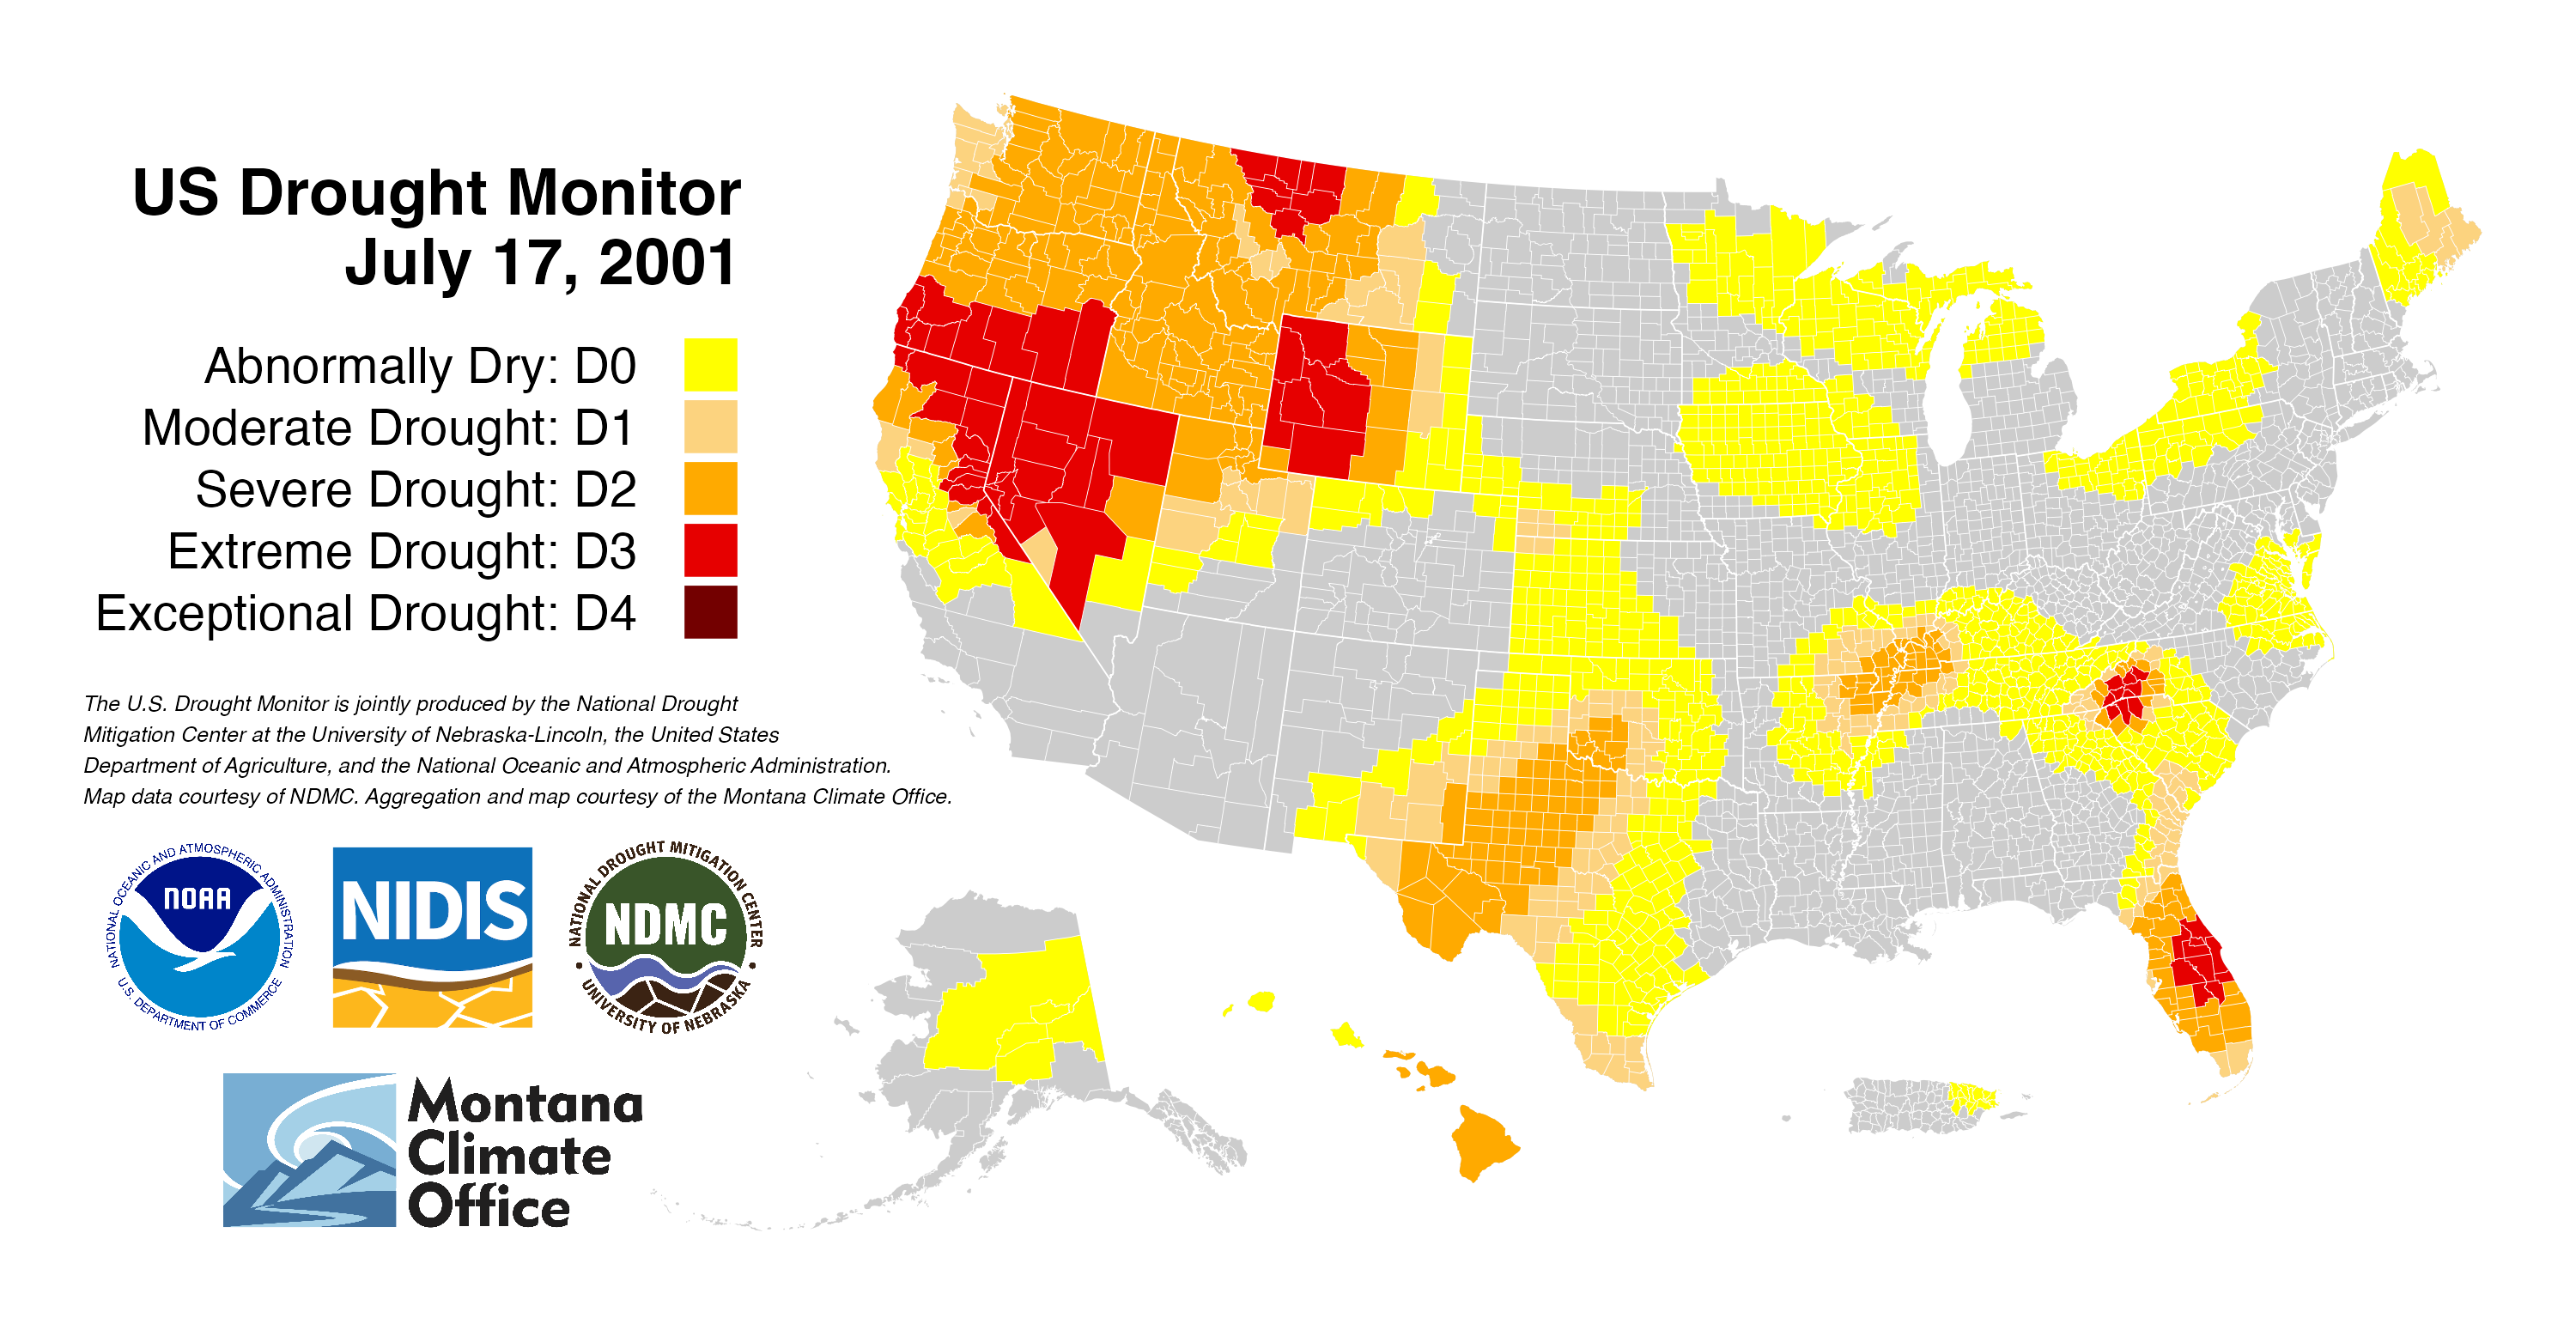 US Drought Monitor
July 17, 2001
Abnormally Dry: D0
Moderate Drought: D1
Severe Drought: D2
Extreme Drought: D3
Exceptional Drought: D4
The U.S. Drought Monitor is jointly produced by the National Drought
Mitigation Center at the University of Nebraska-Lincoln, the United States
Department of Agriculture, and the National Oceanic and Atmospheric Administration.
Map data courtesy of NDMC. Aggregation and map courtesy of the Montana Climate Office.
NATIONAL OCEANIC AND ATMOSPHERIC ADMINISTRATION
NOAA
U.S. DEPARTMENT OF COMMERCE
NIDIS
NATIONAL DROUGHT MITIGATION CENTER
NDMC
UNIVERSITY OF NEBRASKA
Montana
Climate
Office